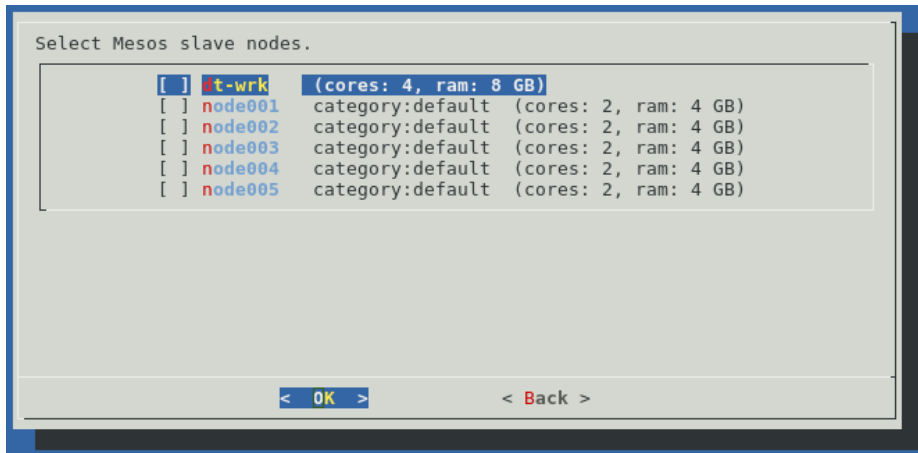 Select Mesos slave nodes.
[ ] dt-wrk (cores: 4, ram: 8 GB)
[ ] node001 category:default (cores: 2, ram: 4 GB)
[ ] node002 category:default (cores: 2, ram: 4 GB)
[ ] node003 category:default (cores: 2, ram: 4 GB)
[ ] node004 category:default (cores: 2, ram: 4 GB)
[ ] node005 category:default (cores: 2, ram: 4 GB)
< OK > < Back >